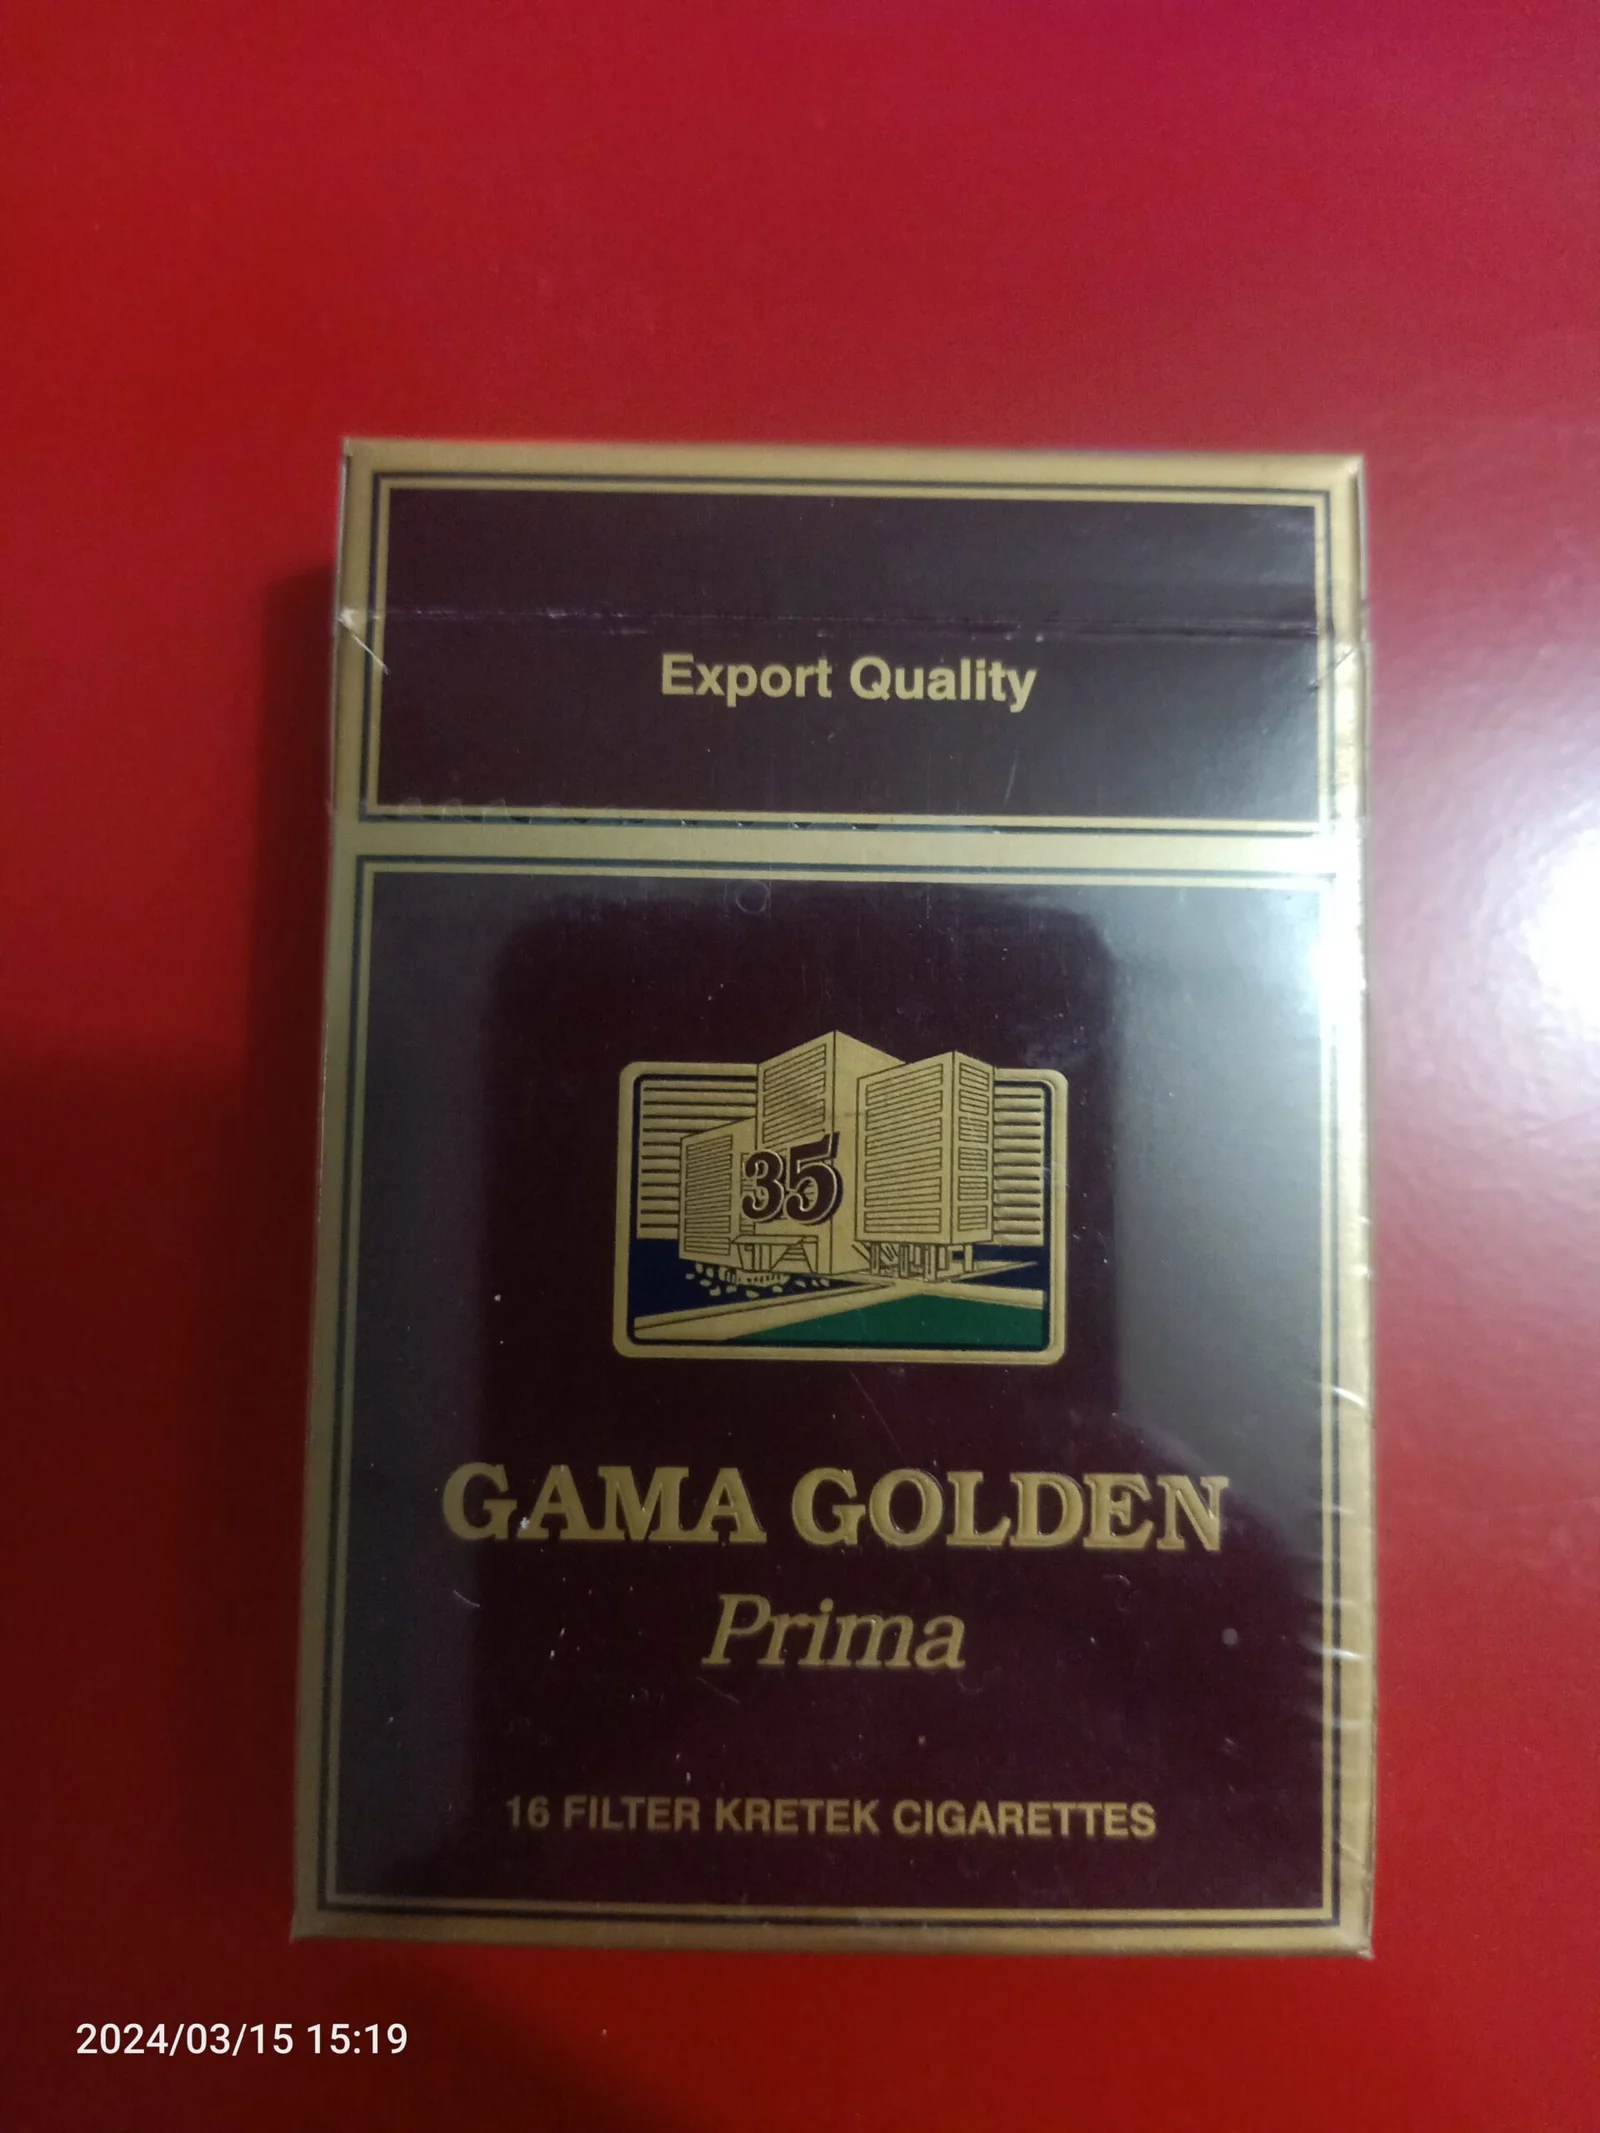 Export Quality
35
GAMA GOLDEN
Prima
16 FILTER KRETEK CIGARETTES
2024/03/15 15:19